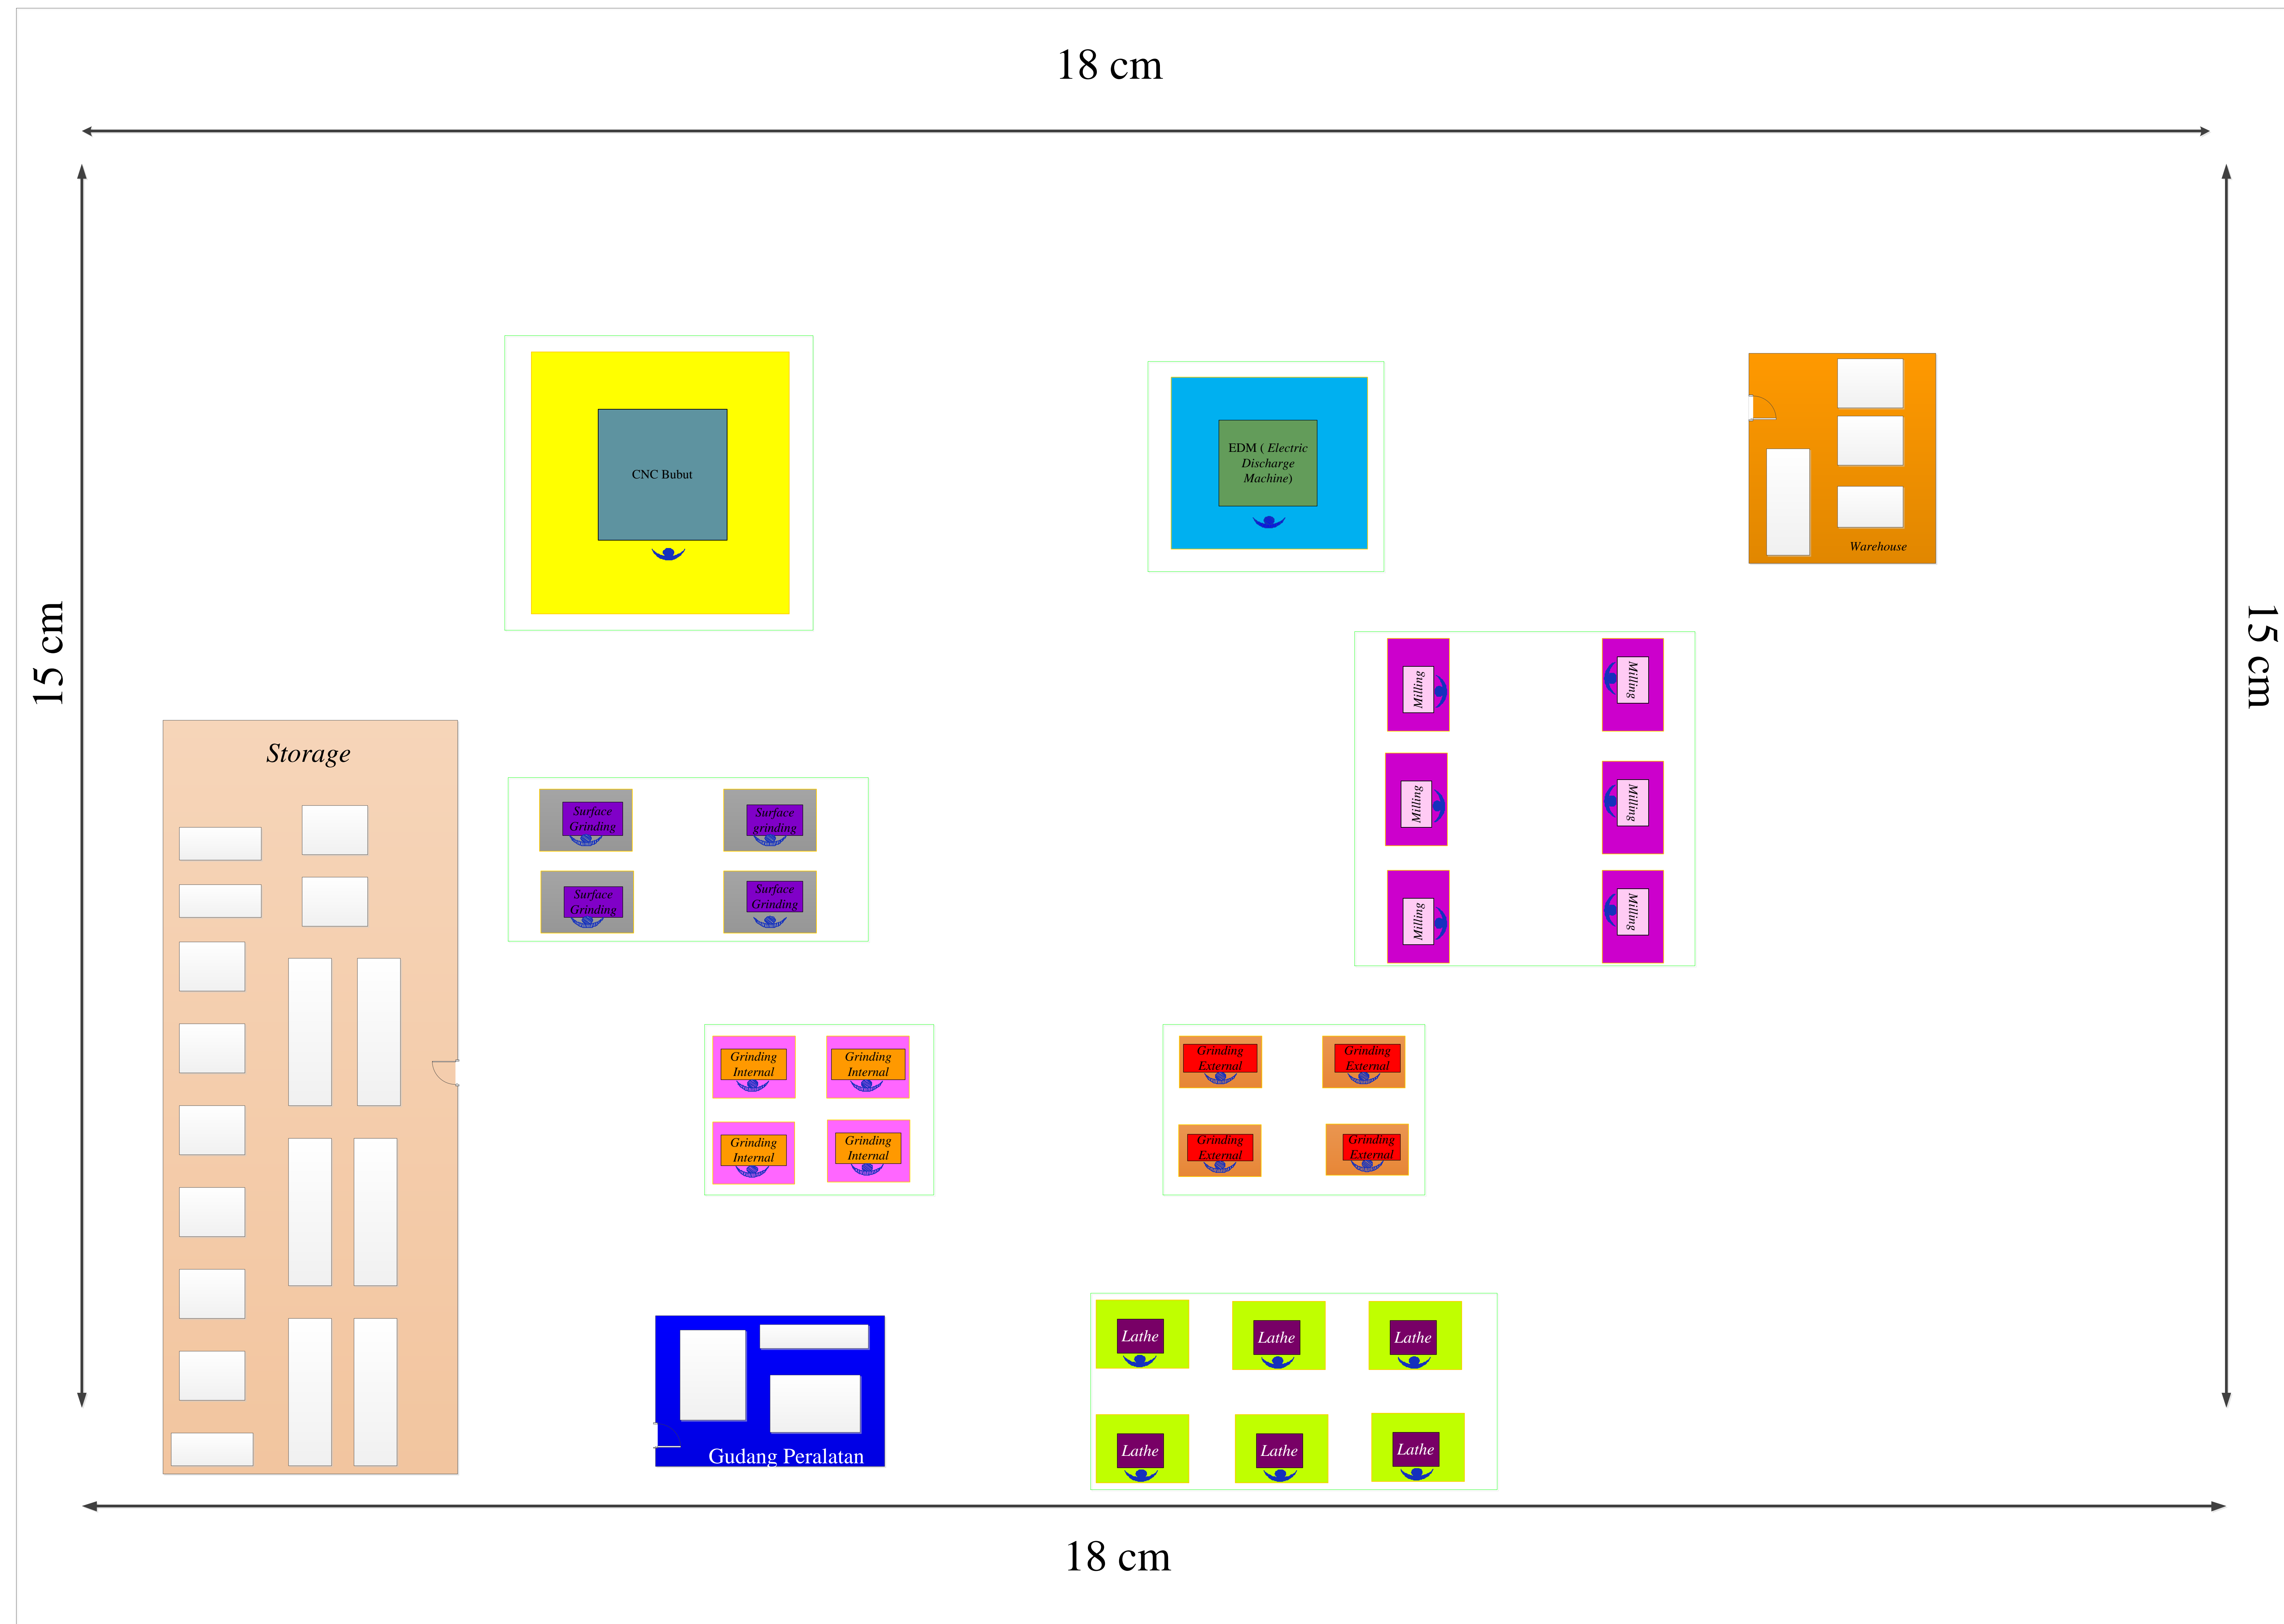 18 cm
15 cm
15 cm
CNC Bubut
EDM ( Electric
Discharge
Machine)
Warehouse
Milling
Milling
Milling
Milling
Milling
Milling
Storage
Surface
Grinding
Surface
grinding
Surface
Grinding
Surface
Grinding
Grinding
Internal
Grinding
Internal
Grinding
Internal
Grinding
Internal
Grinding
External
Grinding
External
Grinding
External
Grinding
External
Gudang Peralatan
Lathe
Lathe
Lathe
Lathe
Lathe
Lathe
18 cm